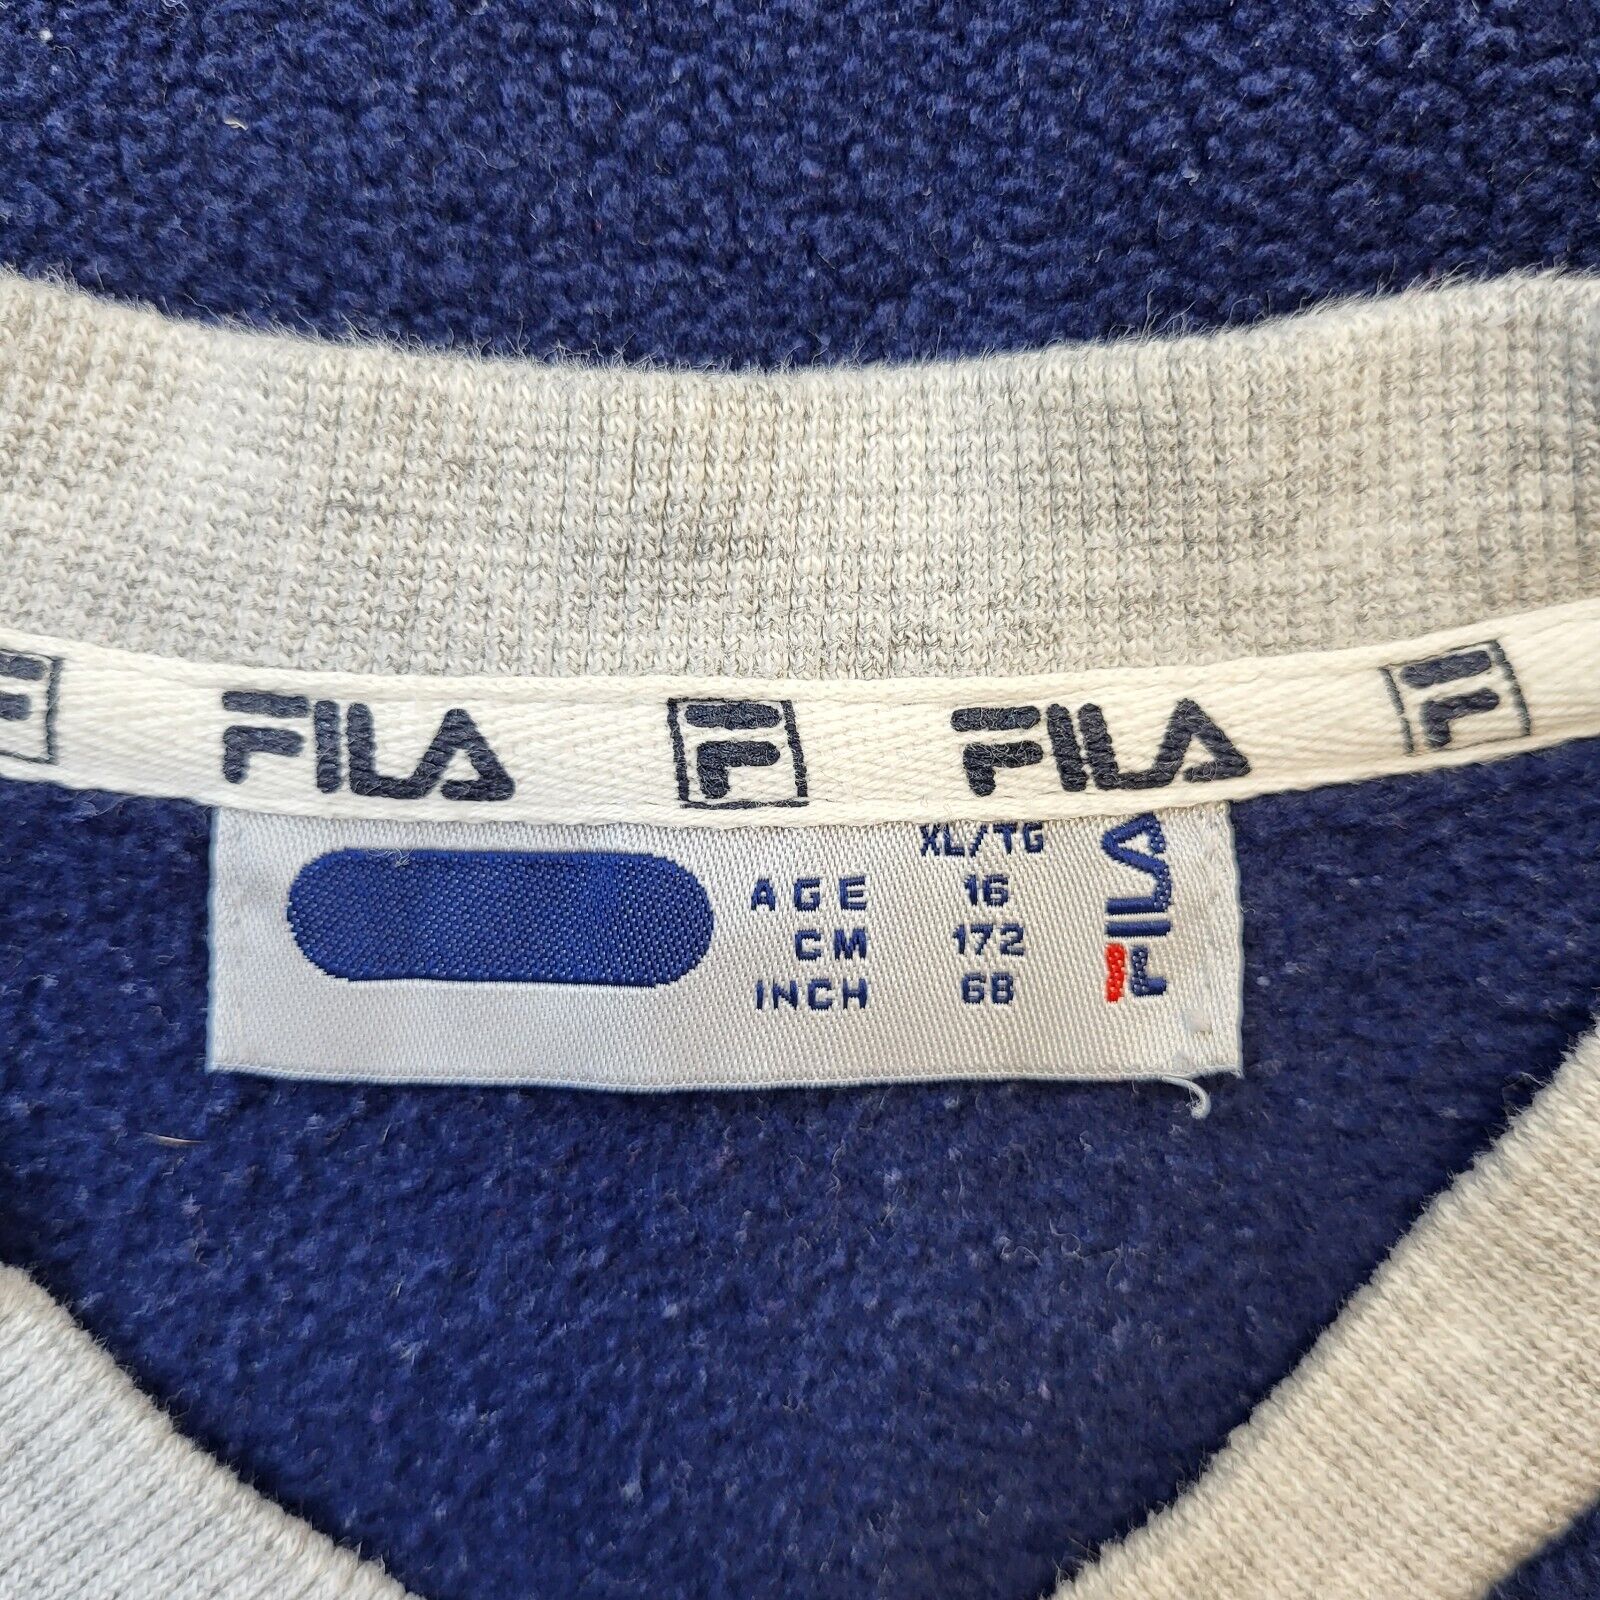 F FILA F FILA F
XL/TG
AGE 16
CM 172
INCH 68
FILA